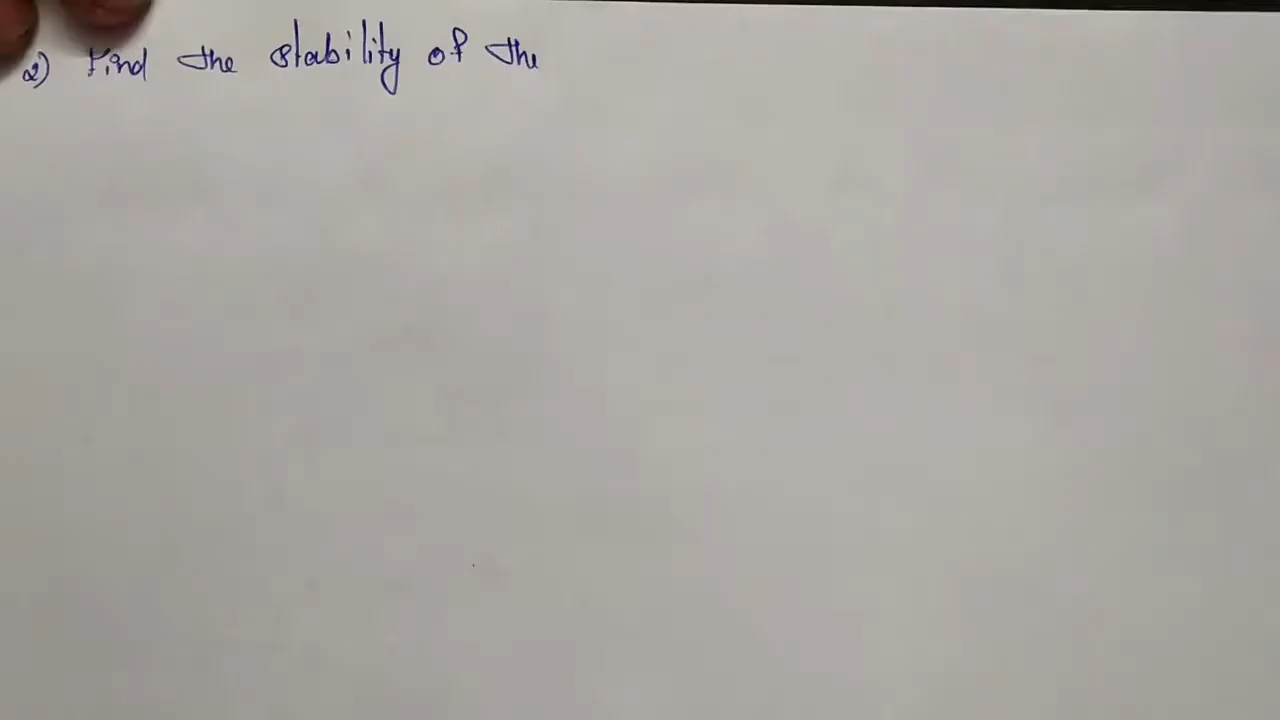 2) Find the stability of the